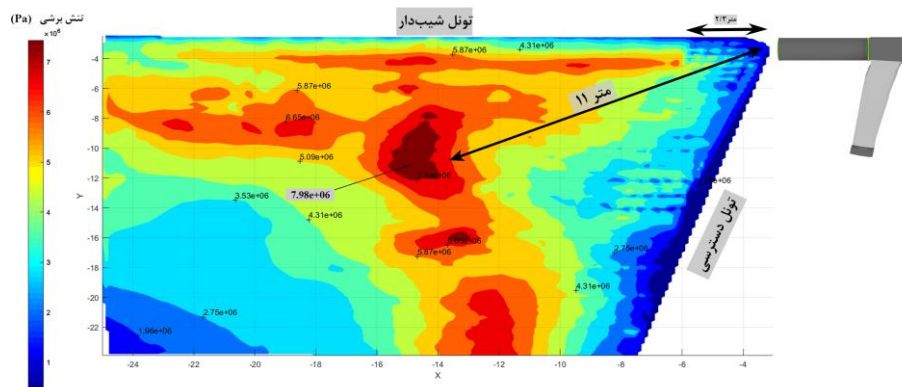 تنش برشی (Pa)
×10⁶
7
6
5
4
3
2
1
تونل شیب‌دار
متر ۲/۳
متر ۱۱
تونل دسترسی
5.87e+06
4.31e+06
5.87e+06
6.65e+06
5.09e+06
7.98e+06
3.53e+06
4.31e+06
5.87e+06
2.75e+06
4.31e+06
2.75e+06
1.96e+06
-4
-6
-8
-10
-12
-14
-16
-18
-20
-22
Y
-24
-22
-20
-18
-16
-14
-12
-10
-8
-6
-4
X